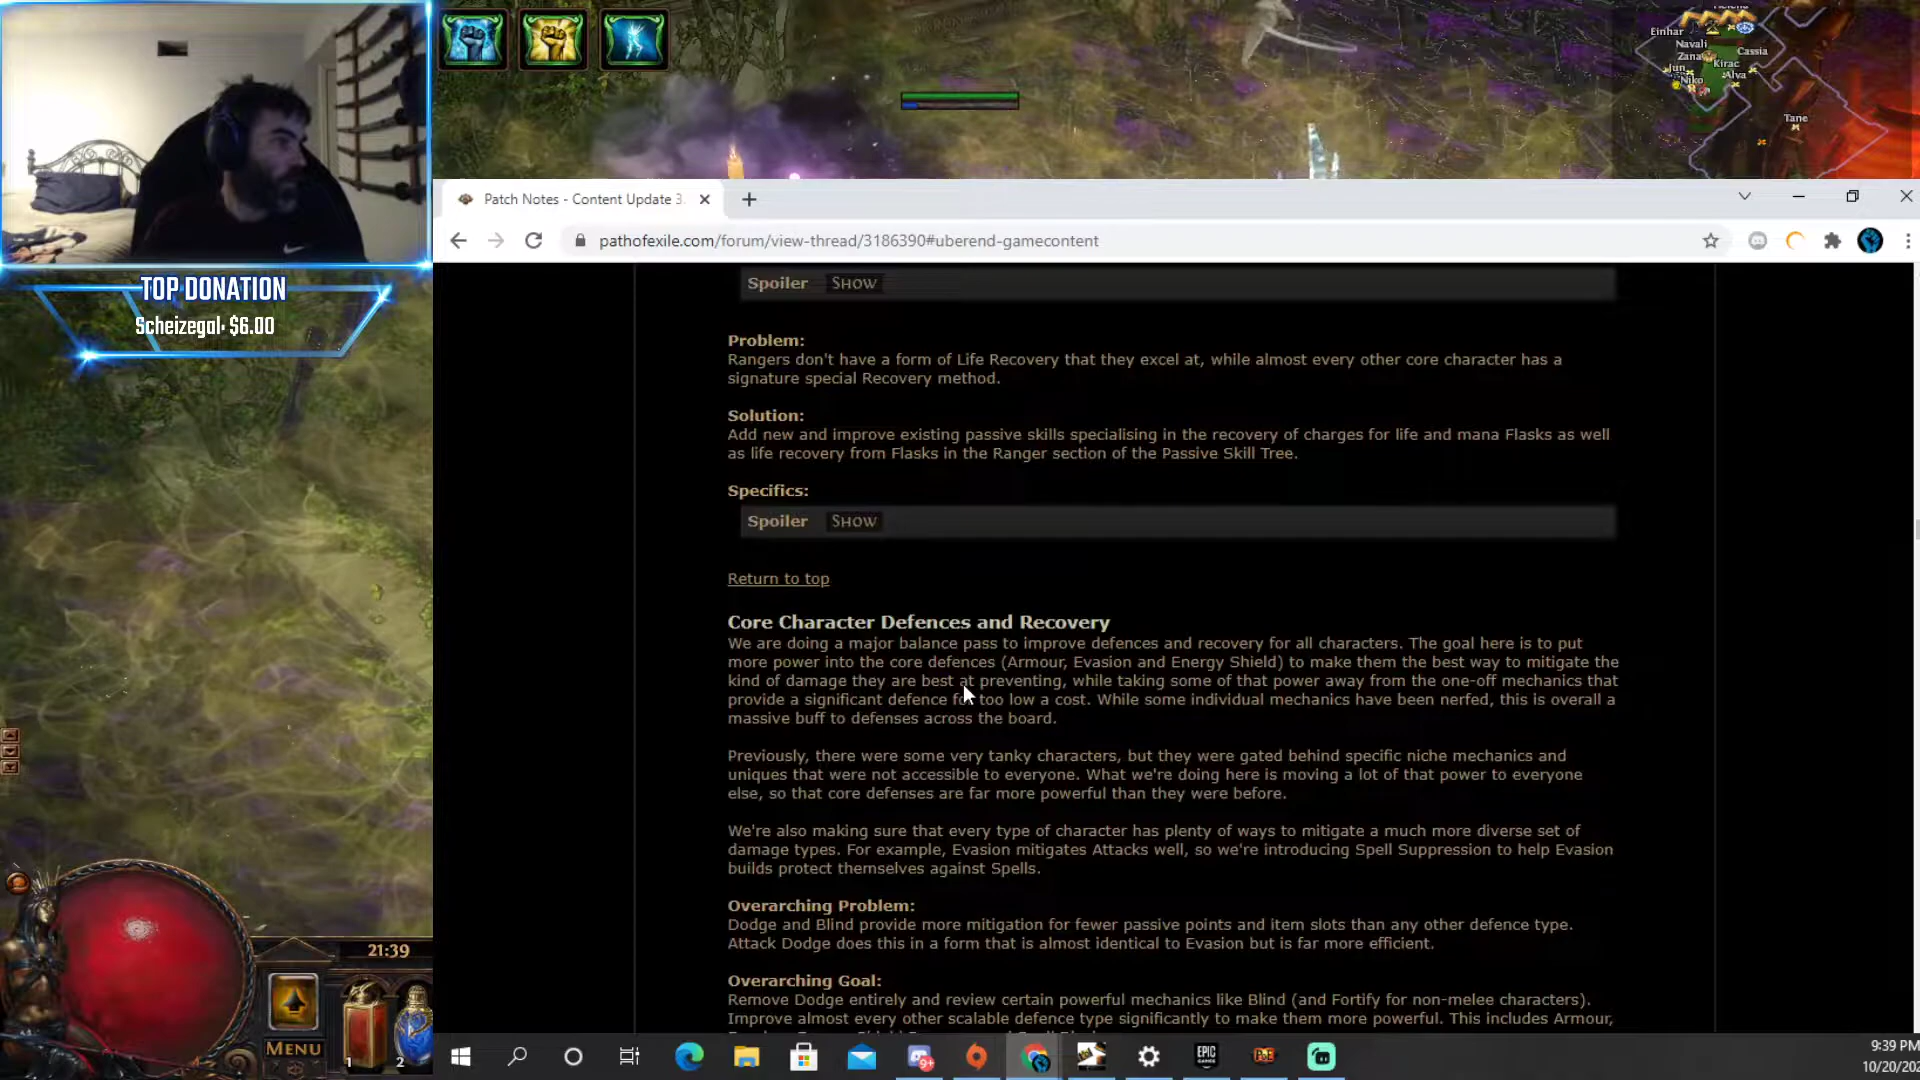 TOP DONATION
Scheizegal: $6.00
Helena
Einhar
Navali
Cassia
Zana
Kirac
Jun
Alva
Niko
Tane
Patch Notes - Content Update 3.
pathofexile.com/forum/view-thread/3186390#uberend-gamecontent
Spoiler SHOW
Problem:
Rangers don't have a form of Life Recovery that they excel at, while almost every other core character has a
signature special Recovery method.
Solution:
Add new and improve existing passive skills specialising in the recovery of charges for life and mana Flasks as well
as life recovery from Flasks in the Ranger section of the Passive Skill Tree.
Specifics:
Spoiler SHOW
Return to top
Core Character Defences and Recovery
We are doing a major balance pass to improve defences and recovery for all characters. The goal here is to put
more power into the core defences (Armour, Evasion and Energy Shield) to make them the best way to mitigate the
kind of damage they are best at preventing, while taking some of that power away from the one-off mechanics that
provide a significant defence for too low a cost. While some individual mechanics have been nerfed, this is overall a
massive buff to defenses across the board.
Previously, there were some very tanky characters, but they were gated behind specific niche mechanics and
uniques that were not accessible to everyone. What we're doing here is moving a lot of that power to everyone
else, so that core defenses are far more powerful than they were before.
We're also making sure that every type of character has plenty of ways to mitigate a much more diverse set of
damage types. For example, Evasion mitigates Attacks well, so we're introducing Spell Suppression to help Evasion
builds protect themselves against Spells.
Overarching Problem:
Dodge and Blind provide more mitigation for fewer passive points and item slots than any other defence type.
Attack Dodge does this in a form that is almost identical to Evasion but is far more efficient.
Overarching Goal:
Remove Dodge entirely and review certain powerful mechanics like Blind (and Fortify for non-melee characters).
Improve almost every other scalable defence type significantly to make them more powerful. This includes Armour,
21:39
MENU
1
2
9+
EPIC
GAMES
PoE
9:39 PM
10/20/202